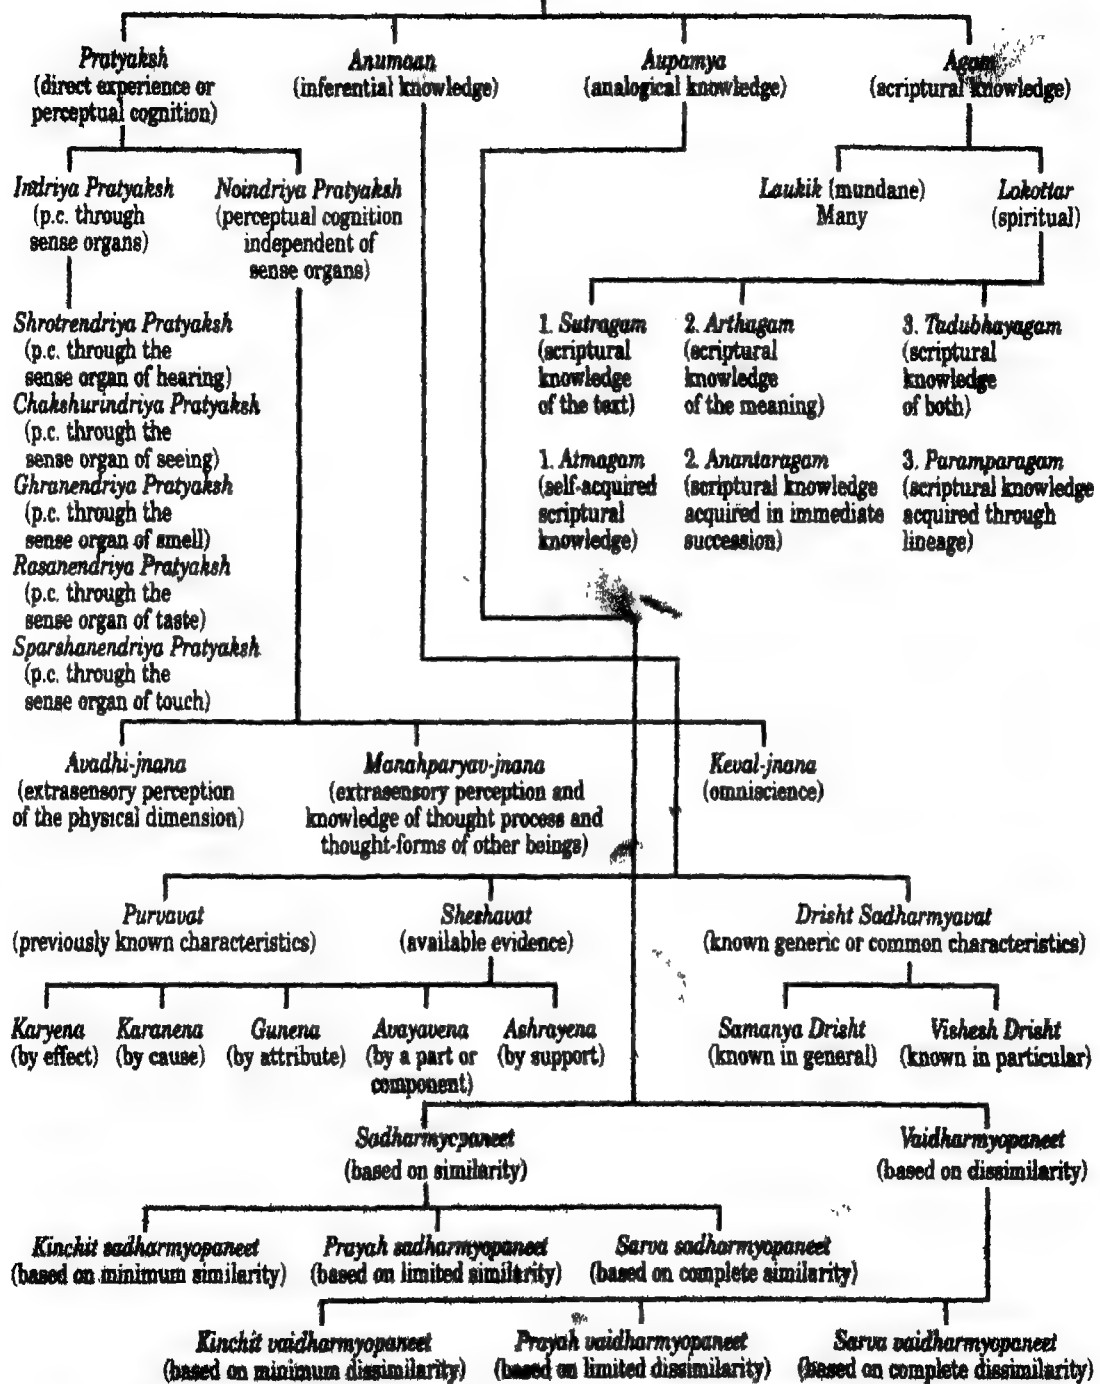 Pratyaksh
(direct experience or
perceptual cognition)
Anumaan
(inferential knowledge)
Aupamya
(analogical knowledge)
Agam
(scriptural knowledge)
Indriya Pratyaksh
(p.c. through
sense organs)
Noindriya Pratyaksh
(perceptual cognition
independent of
sense organs)
Laukik (mundane)
Many
Lokottar
(spiritual)
Shrotrendriya Pratyaksh
(p.c. through the
sense organ of hearing)
Chakshurindriya Pratyaksh
(p.c. through the
sense organ of seeing)
Ghranendriya Pratyaksh
(p.c. through the
sense organ of smell)
Rasanendriya Pratyaksh
(p.c. through the
sense organ of taste)
Sparshanendriya Pratyaksh
(p.c. through the
sense organ of touch)
1. Sutragam
(scriptural
knowledge
of the text)
2. Arthagam
(scriptural
knowledge
of the meaning)
3. Tadubhayagam
(scriptural
knowledge
of both)
1. Atmagam
(self-acquired
scriptural
knowledge)
2. Anantaragam
(scriptural knowledge
acquired in immediate
succession)
3. Paramparagam
(scriptural knowledge
acquired through
lineage)
Avadhi-jnana
(extrasensory perception
of the physical dimension)
Manahparyav-jnana
(extrasensory perception and
knowledge of thought process and
thought-forms of other beings)
Keval-jnana
(omniscience)
Purvavat
(previously known characteristics)
Sheshavat
(available evidence)
Drisht Sadharmyavat
(known generic or common characteristics)
Karyena
(by effect)
Karanena
(by cause)
Gunena
(by attribute)
Avayavena
(by a part or
component)
Ashrayena
(by support)
Samanya Drisht
(known in general)
Vishesh Drisht
(known in particular)
Sadharmycpaneet
(based on similarity)
Vaidharmyopaneet
(based on dissimilarity)
Kinchit sadharmyopaneet
(based on minimum similarity)
Prayah sadharmyopaneet
(based on limited similarity)
Sarva sadharmyopaneet
(based on complete similarity)
Kinchit vaidharmyopaneet
(based on minimum dissimilarity)
Prayah vaidharmyopaneet
(based on limited dissimilarity)
Sarva vaidharmyopaneet
(based on complete dissimilarity)